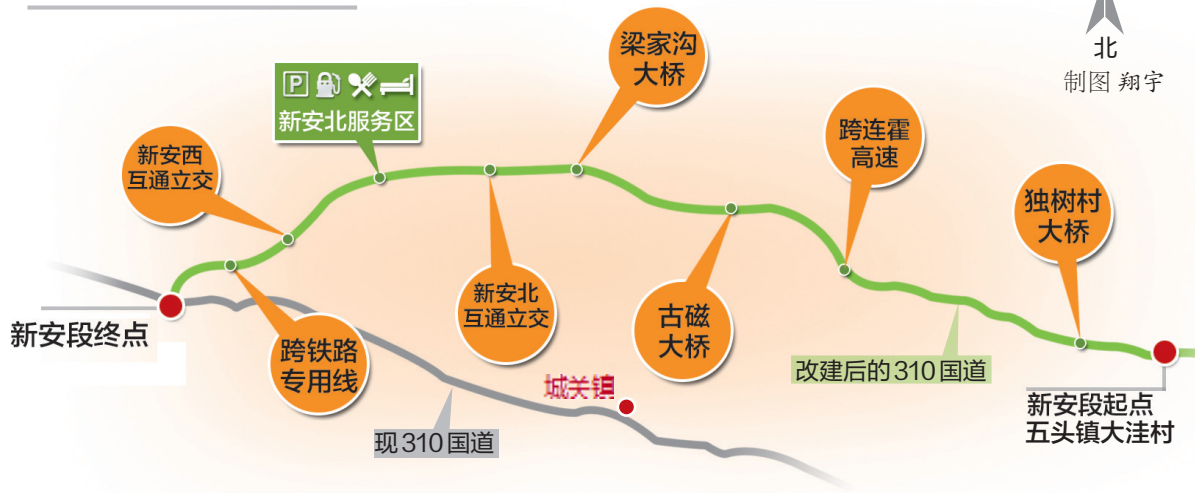 北
制图 翔宇
梁家沟
大桥
P
新安北服务区
跨连霍
高速
新安西
互通立交
独树村
大桥
新安北
互通立交
古磁
大桥
新安段终点
跨铁路
专用线
改建后的310国道
城关镇
新安段起点
五头镇大洼村
现310国道